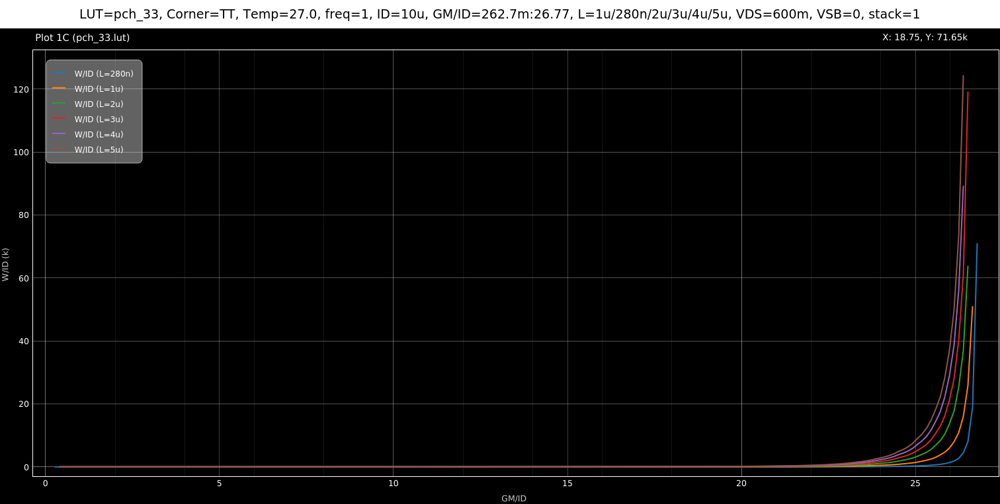 LUT=pch_33, Corner=TT, Temp=27.0, freq=1, ID=10u, GM/ID=262.7m:26.77, L=1u/280n/2u/3u/4u/5u, VDS=600m, VSB=0, stack=1
Plot 1C (pch_33.lut)
X: 18.75, Y: 71.65k
W/ID (L=280n)
W/ID (L=1u)
W/ID (L=2u)
W/ID (L=3u)
W/ID (L=4u)
W/ID (L=5u)
120
100
80
60
40
20
0
W/ID (k)
0 5 10 15 20 25
GM/ID